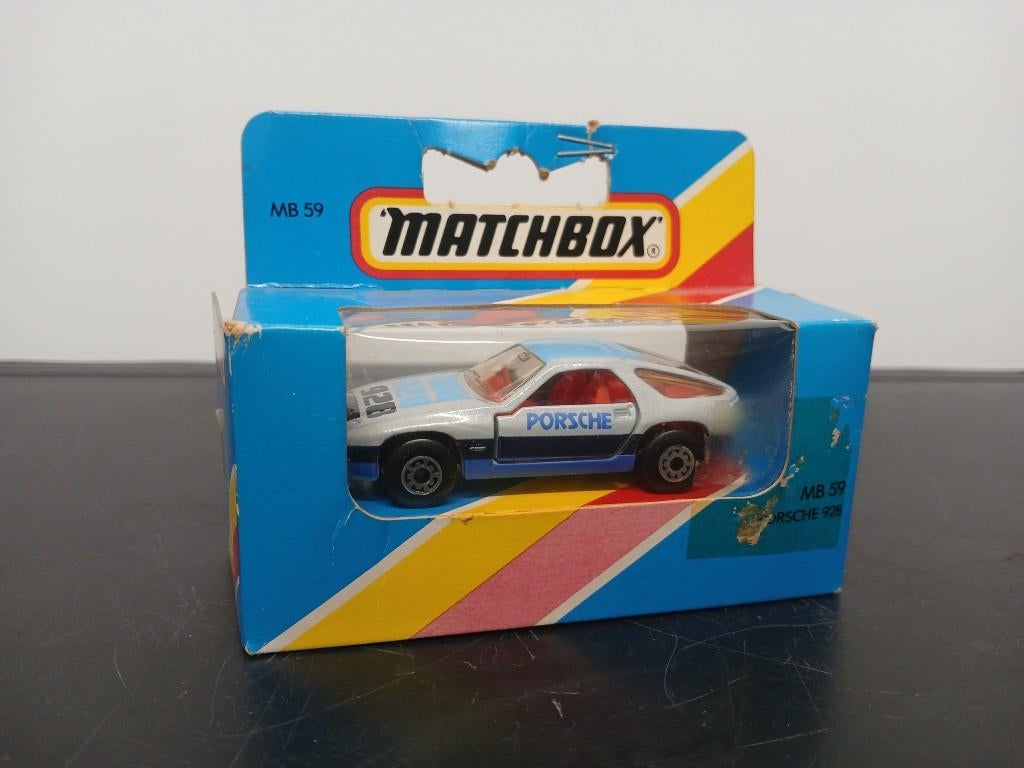 MB 59
'MATCHBOX'®
928
PORSCHE
MB 59
ORSCHE 928